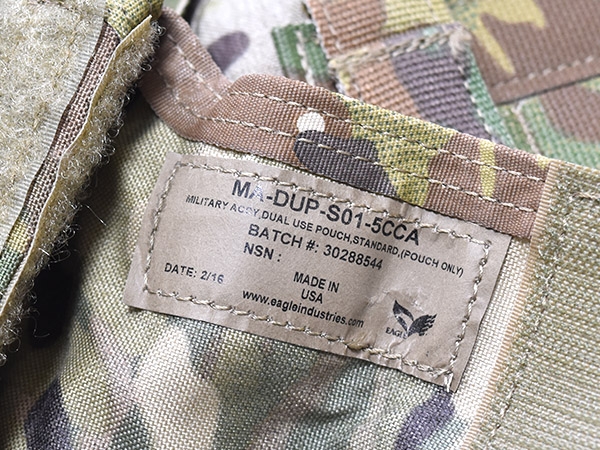 MA-DUP-S01-5CCA
MILITARY ACCY,DUAL USE POUCH,STANDARD,(POUCH ONLY)
BATCH #: 30288544
NSN :
DATE: 2/16
MADE IN
USA
www.eagleindustries.com
EAGLE